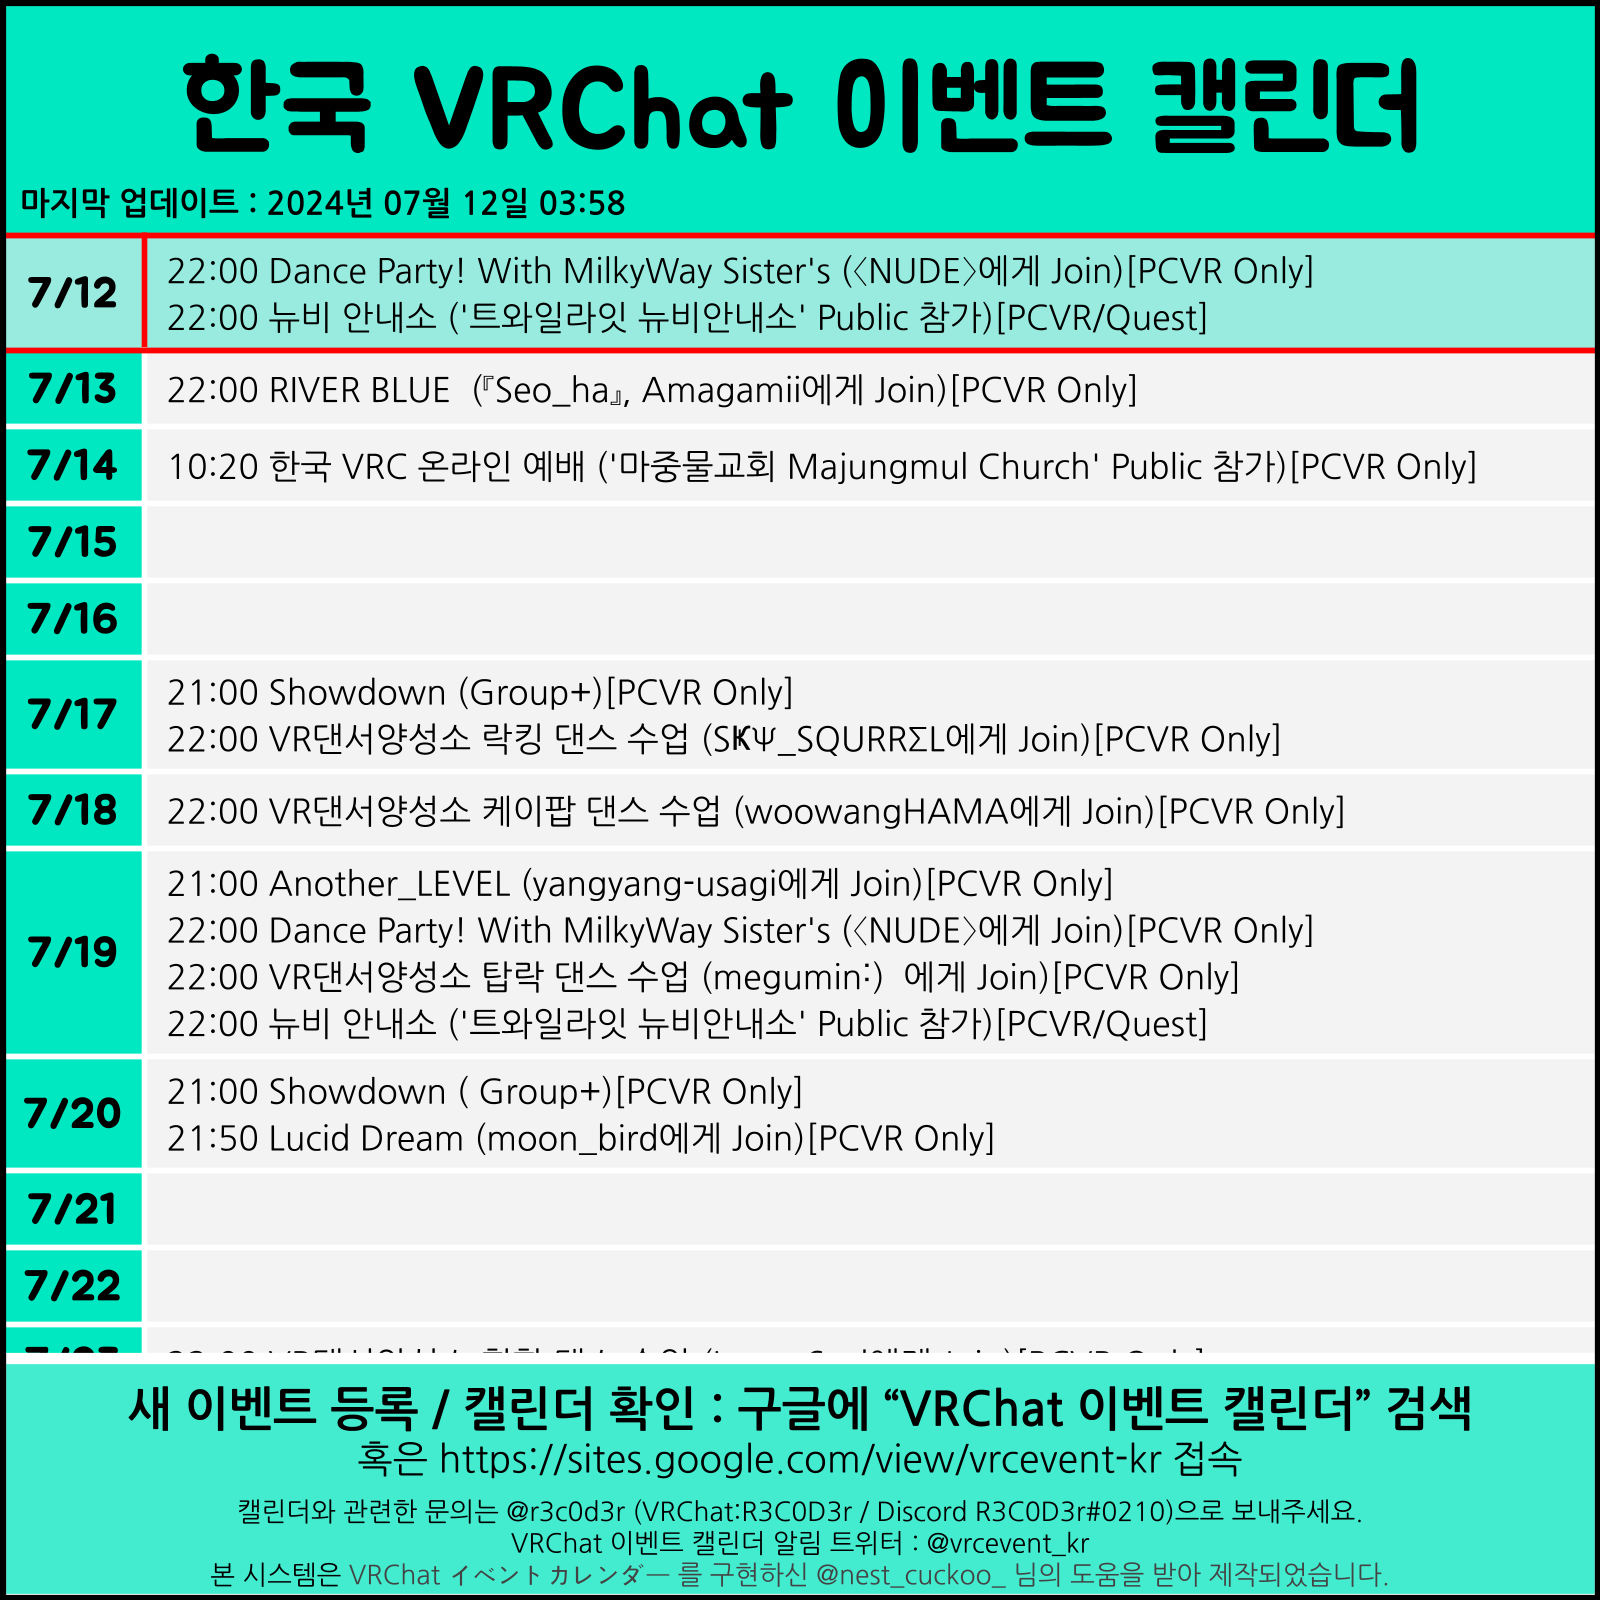 한국 VRChat 이벤트 캘린더
마지막 업데이트 : 2024년 07월 12일 03:58
7/12
22:00 Dance Party! With MilkyWay Sister's (〈NUDE〉에게 Join)[PCVR Only]
22:00 뉴비 안내소 ('트와일라잇 뉴비안내소' Public 참가)[PCVR/Quest]
7/13
22:00 RIVER BLUE (『Seo_ha』, Amagamii에게 Join)[PCVR Only]
7/14
10:20 한국 VRC 온라인 예배 ('마중물교회 Majungmul Church' Public 참가)[PCVR Only]
7/15
7/16
7/17
21:00 Showdown (Group+)[PCVR Only]
22:00 VR댄서양성소 락킹 댄스 수업 (SҜΨ_SQURRΣL에게 Join)[PCVR Only]
7/18
22:00 VR댄서양성소 케이팝 댄스 수업 (woowangHAMA에게 Join)[PCVR Only]
7/19
21:00 Another_LEVEL (yangyang-usagi에게 Join)[PCVR Only]
22:00 Dance Party! With MilkyWay Sister's (〈NUDE〉에게 Join)[PCVR Only]
22:00 VR댄서양성소 탑락 댄스 수업 (megumin:) 에게 Join)[PCVR Only]
22:00 뉴비 안내소 ('트와일라잇 뉴비안내소' Public 참가)[PCVR/Quest]
7/20
21:00 Showdown ( Group+)[PCVR Only]
21:50 Lucid Dream (moon_bird에게 Join)[PCVR Only]
7/21
7/22
새 이벤트 등록 / 캘린더 확인 : 구글에 “VRChat 이벤트 캘린더” 검색
혹은 https://sites.google.com/view/vrcevent-kr 접속
캘린더와 관련한 문의는 @r3c0d3r (VRChat:R3C0D3r / Discord R3C0D3r#0210)으로 보내주세요.
VRChat 이벤트 캘린더 알림 트위터 : @vrcevent_kr
본 시스템은 VRChat イベントカレンダー 를 구현하신 @nest_cuckoo_ 님의 도움을 받아 제작되었습니다.